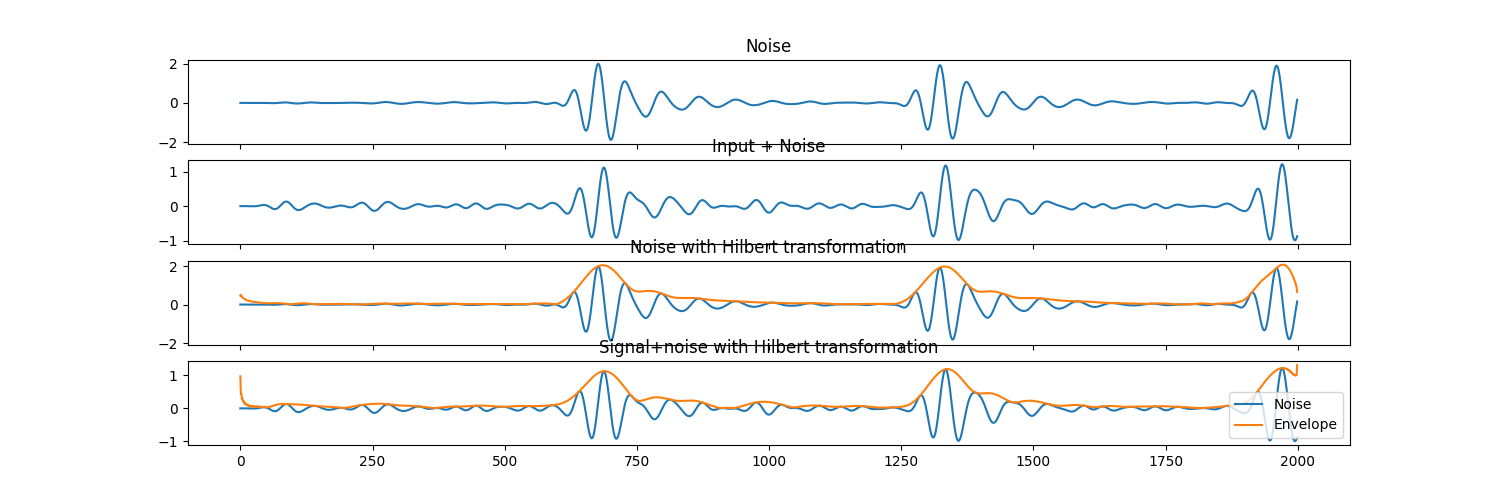 Noise
2
0
−2
Input + Noise
1
0
−1
Noise with Hilbert transformation
2
0
−2
Signal+noise with Hilbert transformation
1
0
−1
Noise
Envelope
0 250 500 750 1000 1250 1500 1750 2000